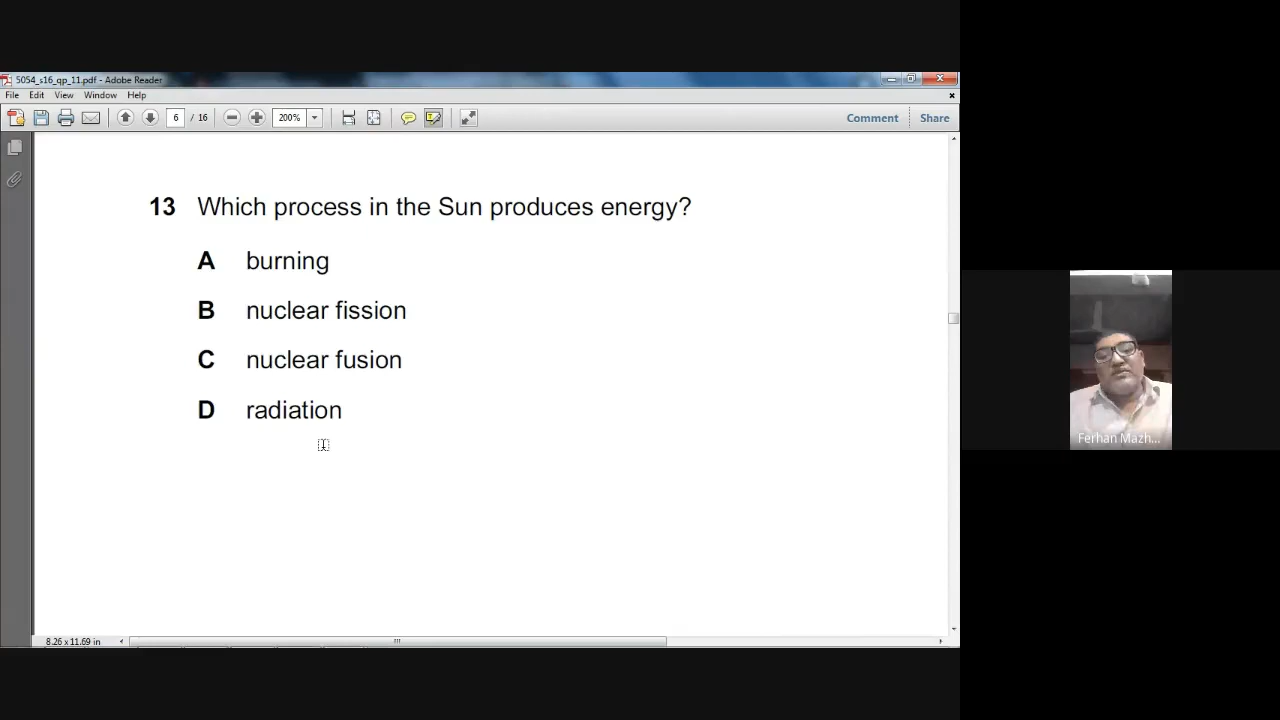 5054_s16_qp_11.pdf - Adobe Reader
File Edit View Window Help
6 / 16 200% Comment Share
13 Which process in the Sun produces energy?
A burning
B nuclear fission
C nuclear fusion
D radiation
Ferhan Mazh...
8.26 x 11.69 in